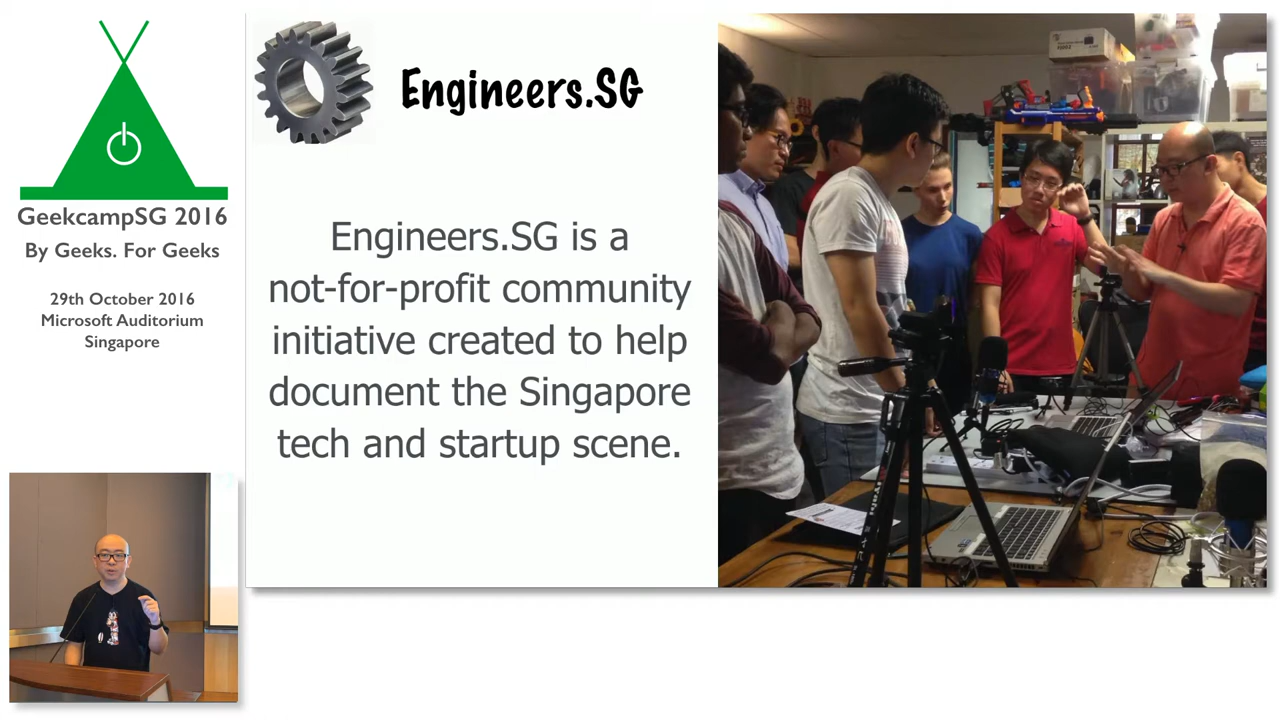 GeekcampSG 2016
By Geeks. For Geeks
29th October 2016
Microsoft Auditorium
Singapore
Engineers.SG
Engineers.SG is a
not-for-profit community
initiative created to help
document the Singapore
tech and startup scene.